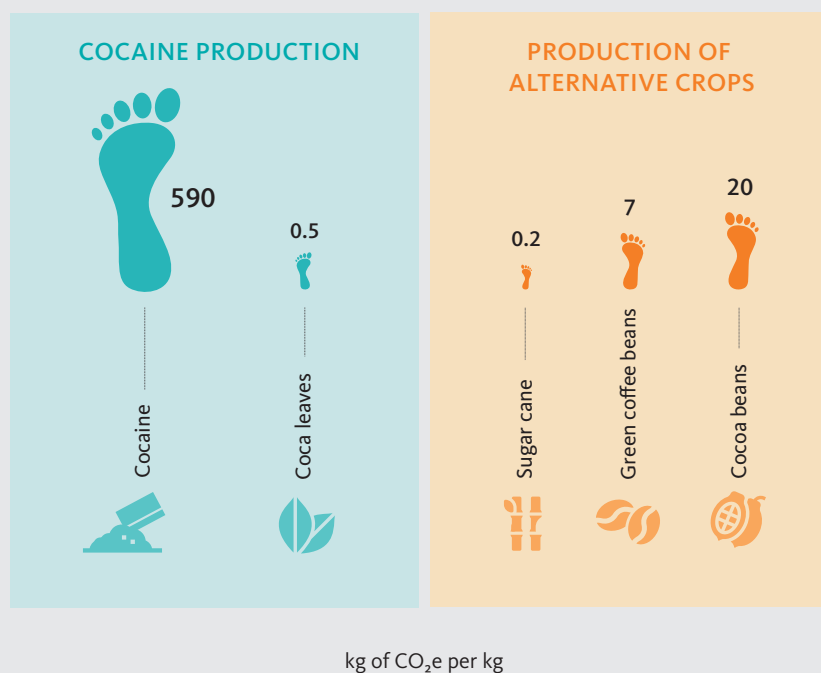 COCAINE PRODUCTION
590
0.5
Cocaine
Coca leaves
PRODUCTION OF
ALTERNATIVE CROPS
0.2
7
20
Sugar cane
Green coffee beans
Cocoa beans
kg of CO₂e per kg